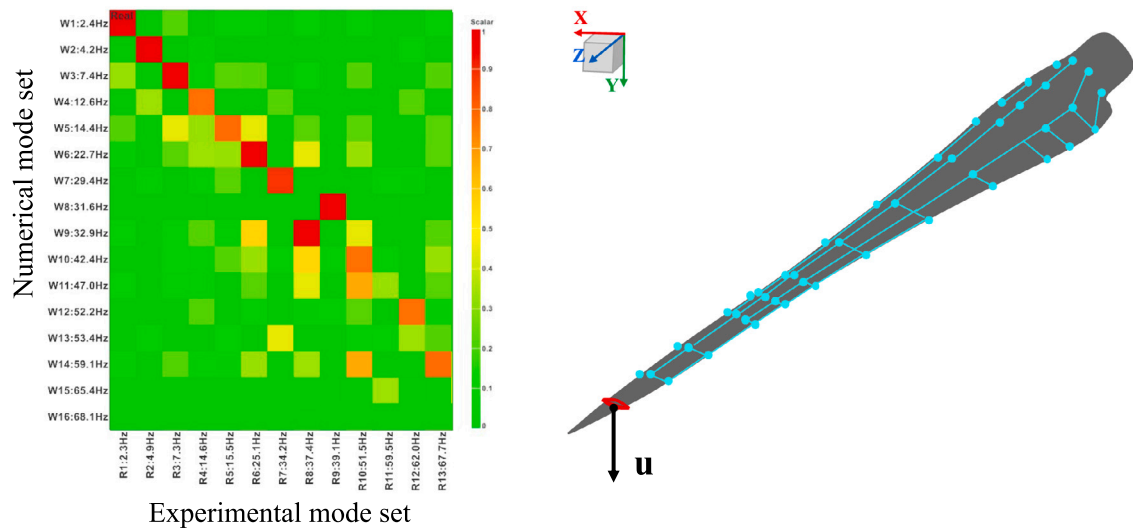 Numerical mode set
W1:2.4Hz
W2:4.2Hz
W3:7.4Hz
W4:12.6Hz
W5:14.4Hz
W6:22.7Hz
W7:29.4Hz
W8:31.6Hz
W9:32.9Hz
W10:42.4Hz
W11:47.0Hz
W12:52.2Hz
W13:53.4Hz
W14:59.1Hz
W15:65.4Hz
W16:68.1Hz
Real
R1:2.3Hz
R2:4.9Hz
R3:7.3Hz
R4:14.6Hz
R5:15.5Hz
R6:25.1Hz
R7:34.2Hz
R8:37.4Hz
R9:39.1Hz
R10:51.5Hz
R11:59.5Hz
R12:62.0Hz
R13:67.7Hz
Experimental mode set
Scalar
1
0.9
0.8
0.7
0.6
0.5
0.4
0.3
0.2
0.1
0
X
Z
Y
u